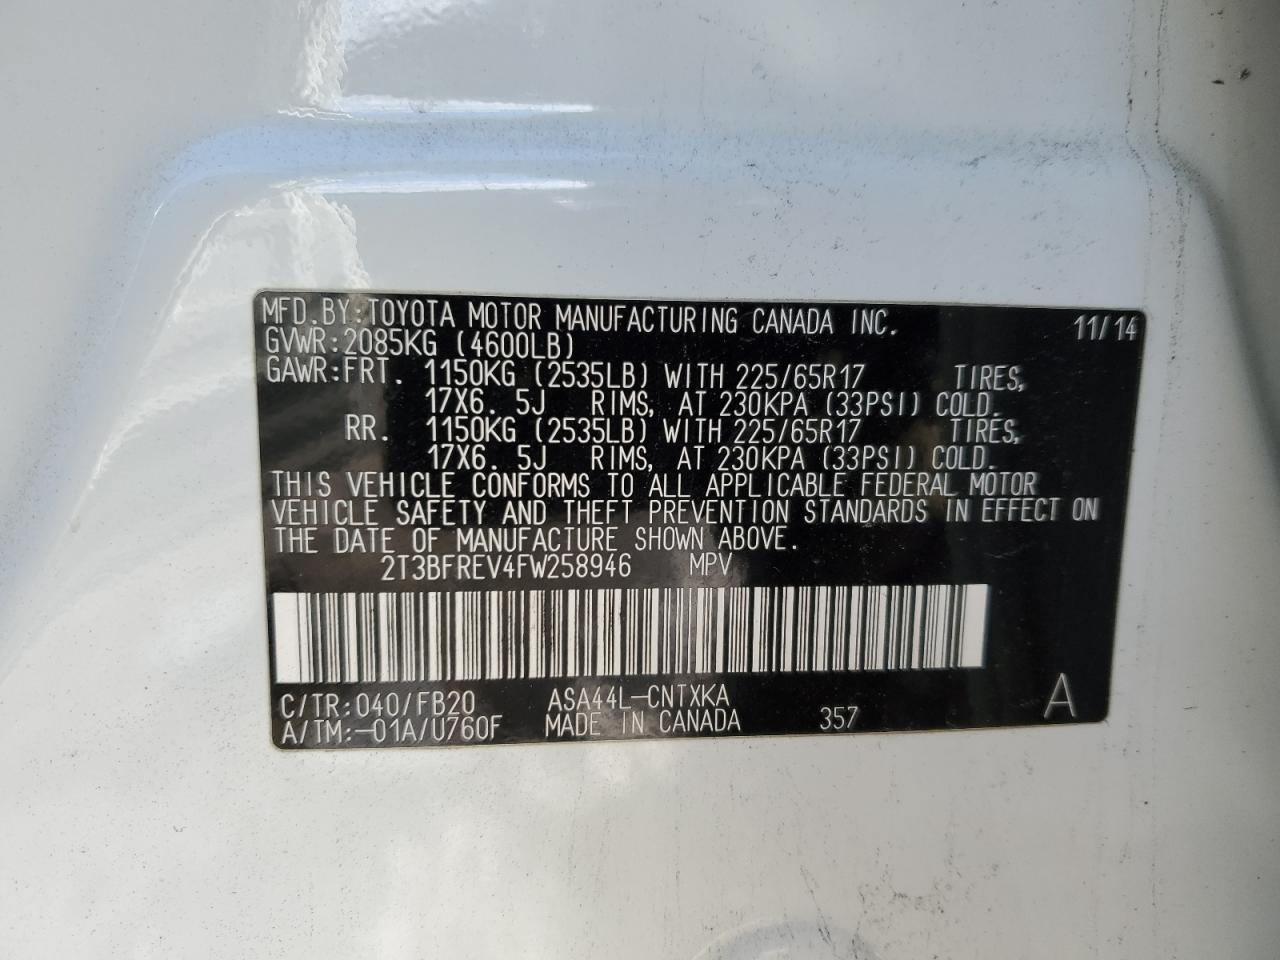 MFD.BY:TOYOTA MOTOR MANUFACTURING CANADA INC. 11/14
GVWR:2085KG (4600LB)
GAWR:FRT. 1150KG (2535LB) WITH 225/65R17 TIRES,
17X6. 5J RIMS, AT 230KPA (33PSI) COLD.
RR. 1150KG (2535LB) WITH 225/65R17 TIRES,
17X6. 5J RIMS, AT 230KPA (33PSI) COLD.
THIS VEHICLE CONFORMS TO ALL APPLICABLE FEDERAL MOTOR
VEHICLE SAFETY AND THEFT PREVENTION STANDARDS IN EFFECT ON
THE DATE OF MANUFACTURE SHOWN ABOVE.
2T3BFREV4FW258946 MPV
C/TR:040/FB20 ASA44L-CNTXKA A
A/TM:-01A/U760F MADE IN CANADA 357